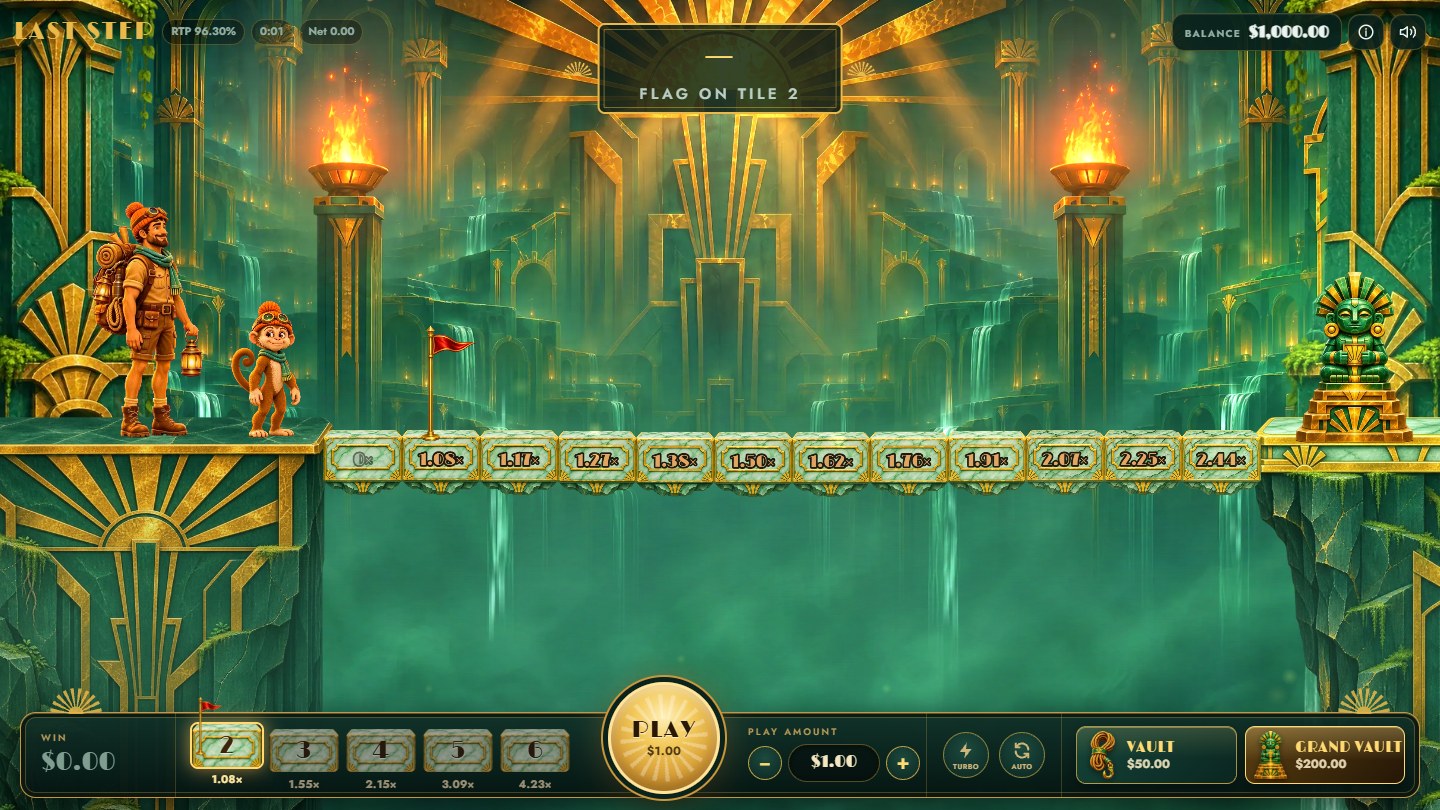 LAST STEP
RTP 96.30%
0:01
Net 0.00
—
FLAG ON TILE 2
BALANCE $1,000.00
0x
1.08x
1.17x
1.27x
1.38x
1.50x
1.62x
1.76x
1.91x
2.07x
2.25x
2.44x
WIN
$0.00
2
1.08x
3
1.55x
4
2.15x
5
3.09x
6
4.23x
PLAY
$1.00
PLAY AMOUNT
−
$1.00
+
TURBO
AUTO
VAULT
$50.00
GRAND VAULT
$200.00